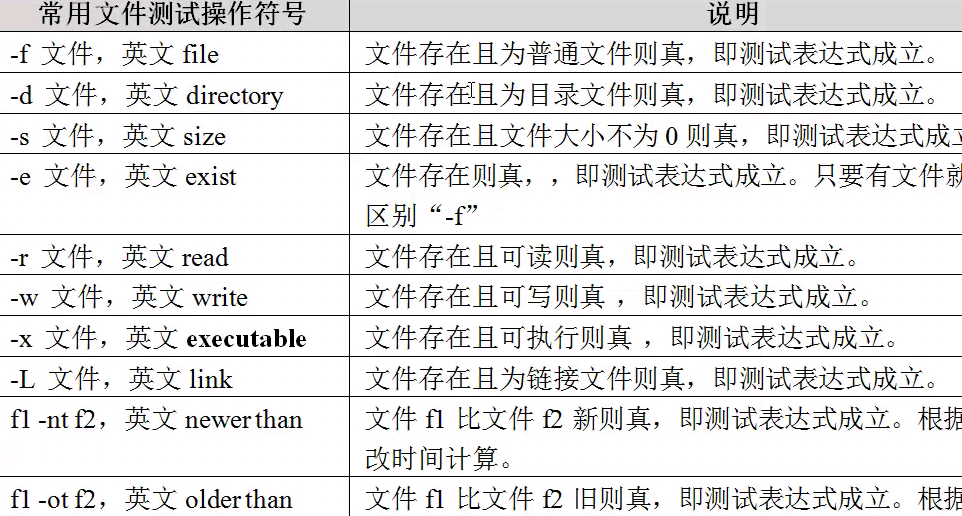 常用文件测试操作符号 说明
-f 文件，英文 file 文件存在且为普通文件则真，即测试表达式成立。
-d 文件，英文 directory 文件存在且为目录文件则真，即测试表达式成立。
-s 文件，英文 size 文件存在且文件大小不为 0 则真，即测试表达式成
-e 文件，英文 exist 文件存在则真，，即测试表达式成立。只要有文件就
区别“-f”
-r 文件，英文 read 文件存在且可读则真，即测试表达式成立。
-w 文件，英文 write 文件存在且可写则真 ，即测试表达式成立。
-x 文件，英文 executable 文件存在且可执行则真 ，即测试表达式成立。
-L 文件，英文 link 文件存在且为链接文件则真，即测试表达式成立。
f1 -nt f2，英文 newer than 文件 f1 比文件 f2 新则真，即测试表达式成立。根据
改时间计算。
f1 -ot f2，英文 older than 文件 f1 比文件 f2 旧则真，即测试表达式成立。根据